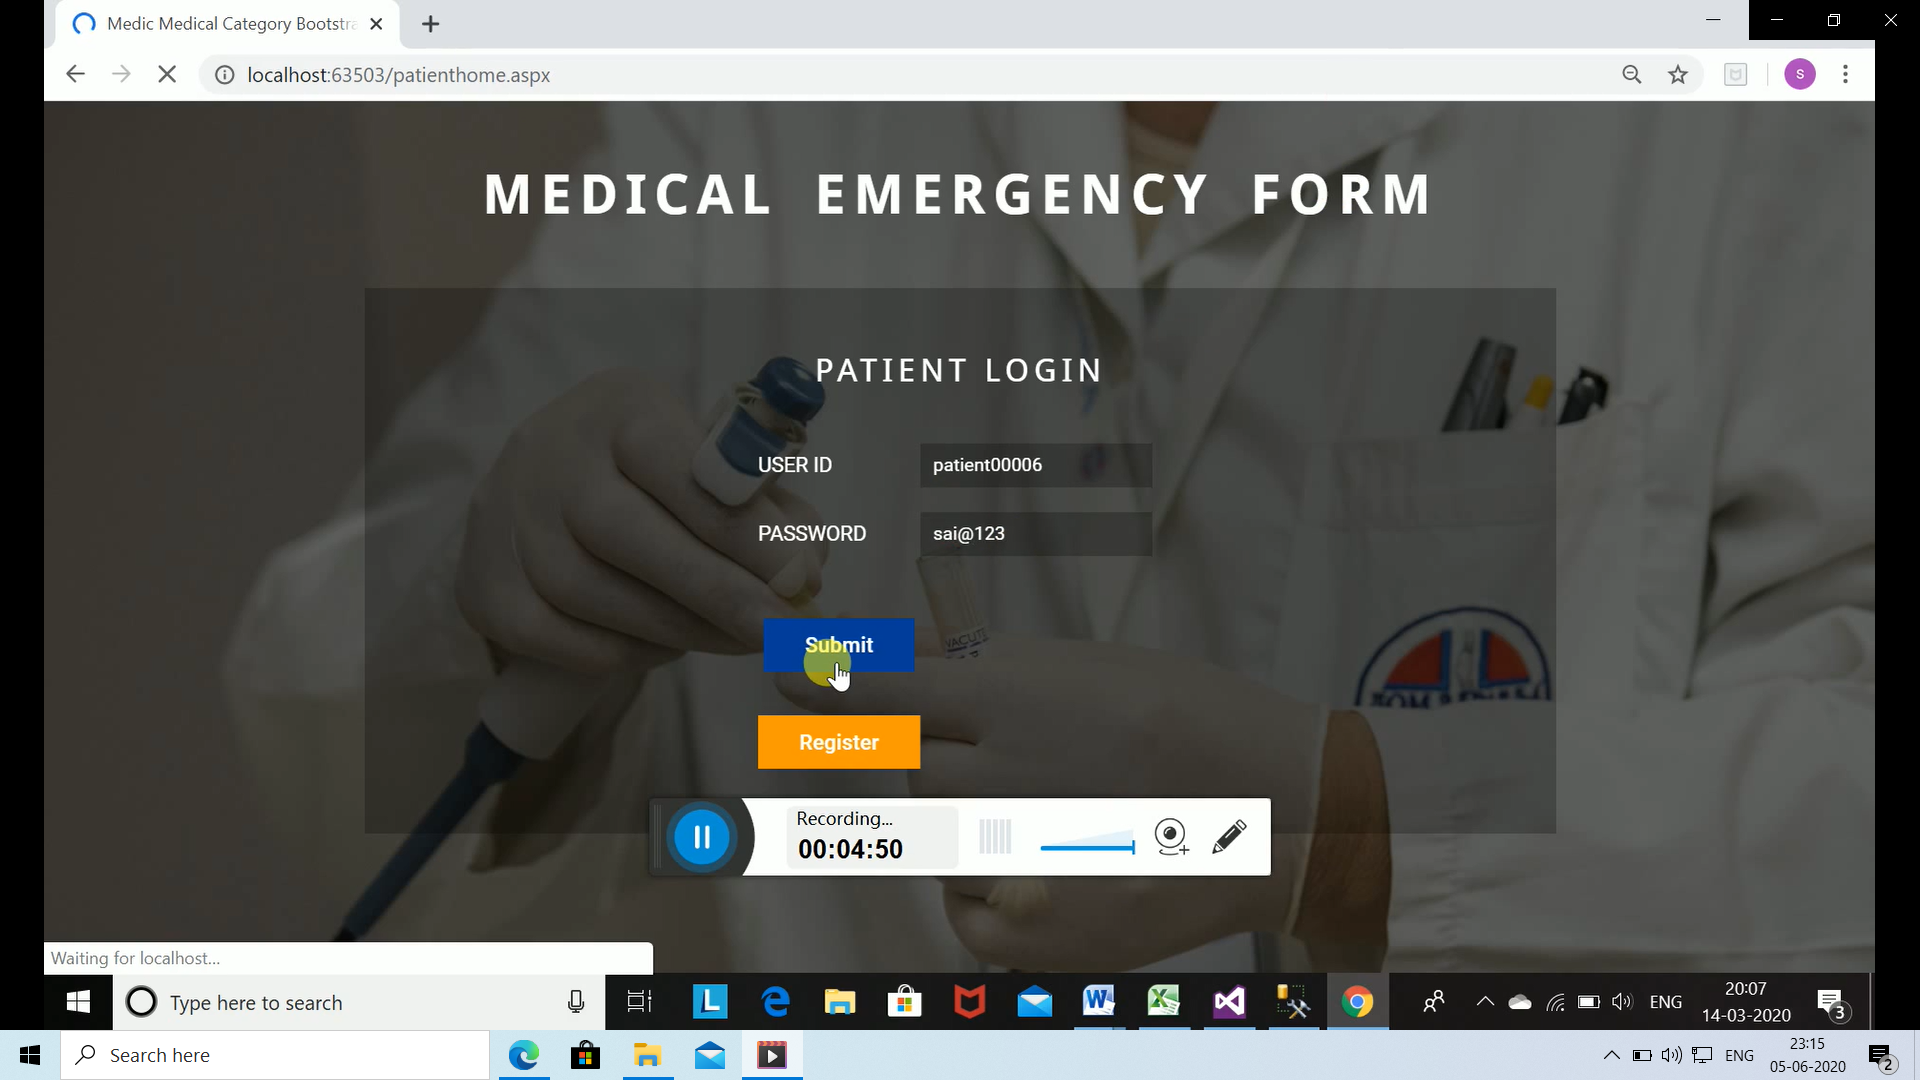 Medic Medical Category Bootstra
localhost:63503/patienthome.aspx
S
MEDICAL EMERGENCY FORM
PATIENT LOGIN
USER ID
patient00006
PASSWORD
sai@123
VACUTE
Submit
Register
Recording...
00:04:50
Waiting for localhost...
Type here to search
L
ENG
20:07
14-03-2020
3
Search here
ENG
23:15
05-06-2020
2